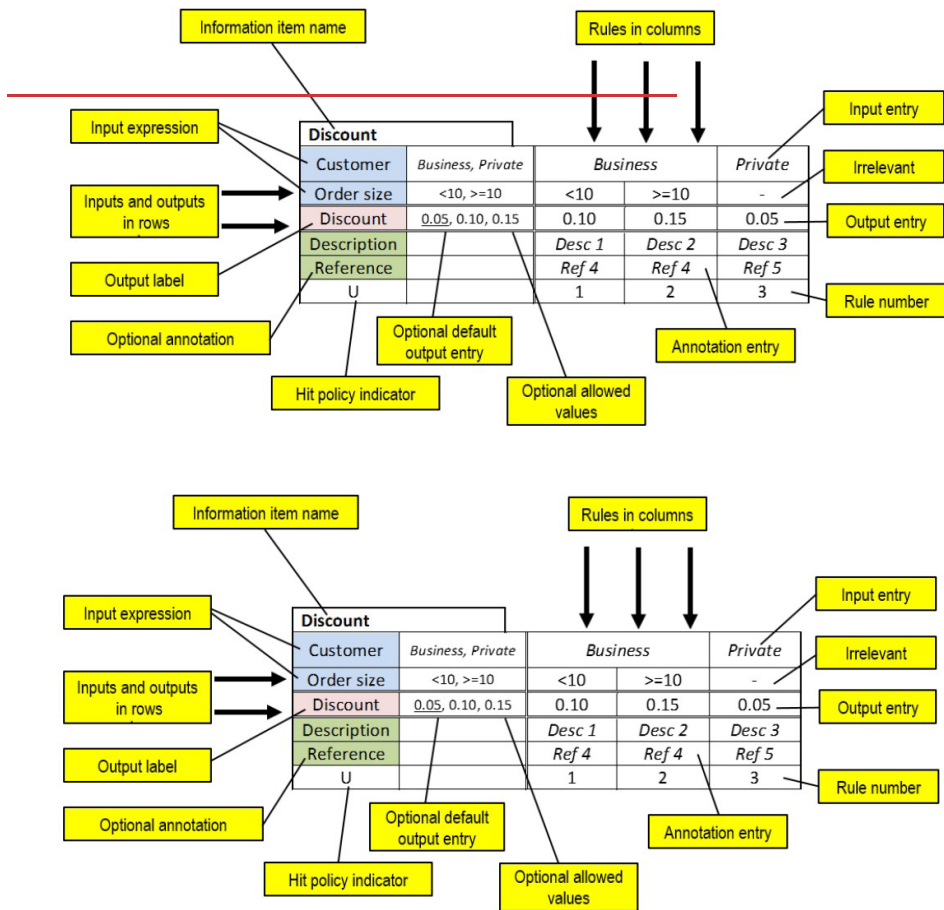 Information item name
Rules in columns
Input expression
Input entry
Discount
Customer Business, Private Business Private
Irrelevant
Order size <10, >=10 <10 >=10 -
Inputs and outputs
in rows
Discount 0.05, 0.10, 0.15 0.10 0.15 0.05
Output entry
Description Desc 1 Desc 2 Desc 3
Output label
Reference Ref 4 Ref 4 Ref 5
U 1 2 3
Rule number
Optional annotation
Optional default
output entry
Annotation entry
Hit policy indicator
Optional allowed
values
Information item name
Rules in columns
Input expression
Input entry
Discount
Customer Business, Private Business Private
Irrelevant
Order size <10, >=10 <10 >=10 -
Inputs and outputs
in rows
Discount 0.05, 0.10, 0.15 0.10 0.15 0.05
Output entry
Description Desc 1 Desc 2 Desc 3
Output label
Reference Ref 4 Ref 4 Ref 5
U 1 2 3
Rule number
Optional annotation
Optional default
output entry
Annotation entry
Hit policy indicator
Optional allowed
values